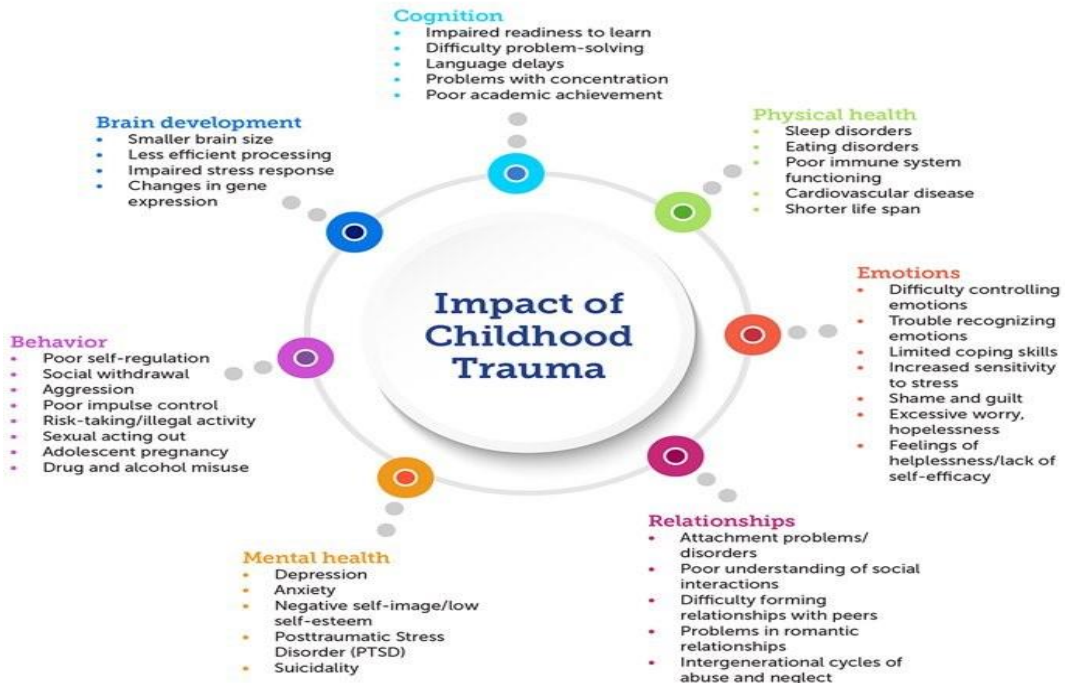 Cognition
• Impaired readiness to learn
• Difficulty problem-solving
• Language delays
• Problems with concentration
• Poor academic achievement
Physical health
• Sleep disorders
• Eating disorders
• Poor immune system
functioning
• Cardiovascular disease
• Shorter life span
Emotions
• Difficulty controlling
emotions
• Trouble recognizing
emotions
• Limited coping skills
• Increased sensitivity
to stress
• Shame and guilt
• Excessive worry,
hopelessness
• Feelings of
helplessness/lack of
self-efficacy
Relationships
• Attachment problems/
disorders
• Poor understanding of social
interactions
• Difficulty forming
relationships with peers
• Problems in romantic
relationships
• Intergenerational cycles of
abuse and neglect
Mental health
• Depression
• Anxiety
• Negative self-image/low
self-esteem
• Posttraumatic Stress
Disorder (PTSD)
• Suicidality
Behavior
• Poor self-regulation
• Social withdrawal
• Aggression
• Poor impulse control
• Risk-taking/illegal activity
• Sexual acting out
• Adolescent pregnancy
• Drug and alcohol misuse
Brain development
• Smaller brain size
• Less efficient processing
• Impaired stress response
• Changes in gene
expression
Impact of
Childhood
Trauma